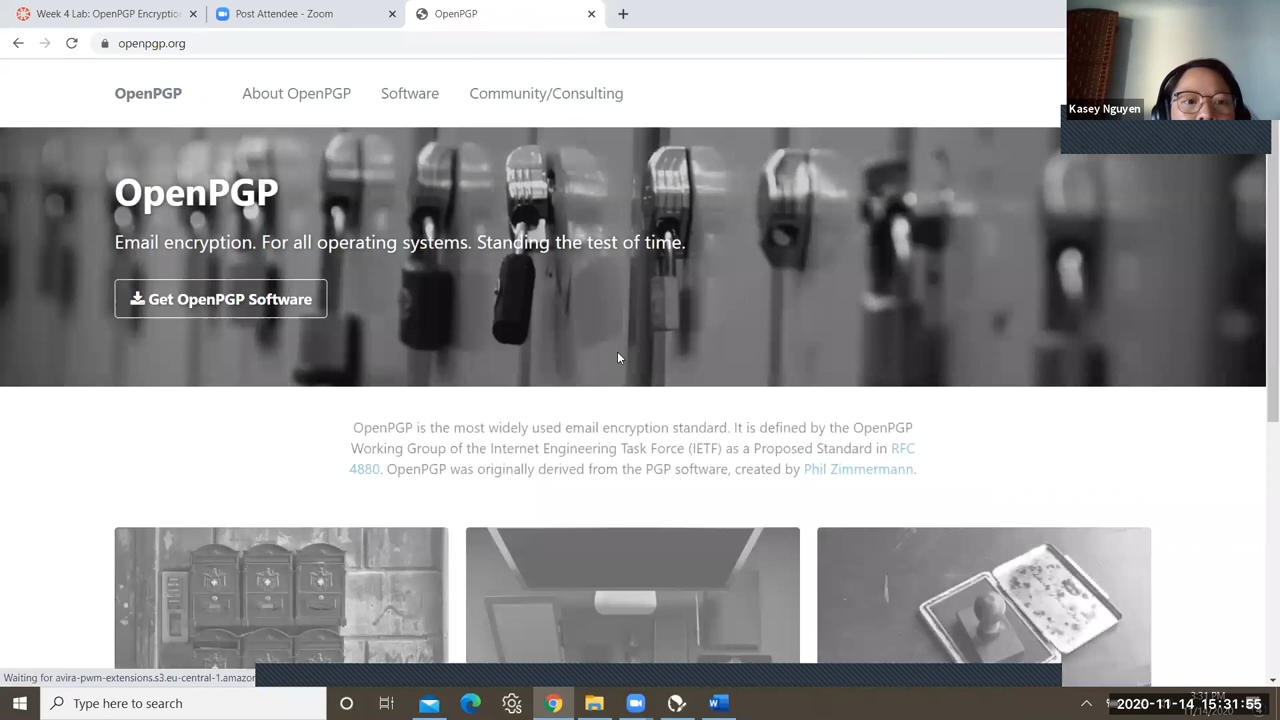 Week 4 Lab: OpenPGP Encryptio
Post Attendee - Zoom
OpenPGP
openpgp.org
OpenPGP
About OpenPGP
Software
Community/Consulting
Kasey Nguyen
OpenPGP
Email encryption. For all operating systems. Standing the test of time.
Get OpenPGP Software
OpenPGP is the most widely used email encryption standard. It is defined by the OpenPGP
Working Group of the Internet Engineering Task Force (IETF) as a Proposed Standard in RFC
4880. OpenPGP was originally derived from the PGP software, created by Phil Zimmermann.
Waiting for avira-pwm-extensions.s3.eu-central-1.amazon
Type here to search
3:31 PM
2020-11-14 15:31:55